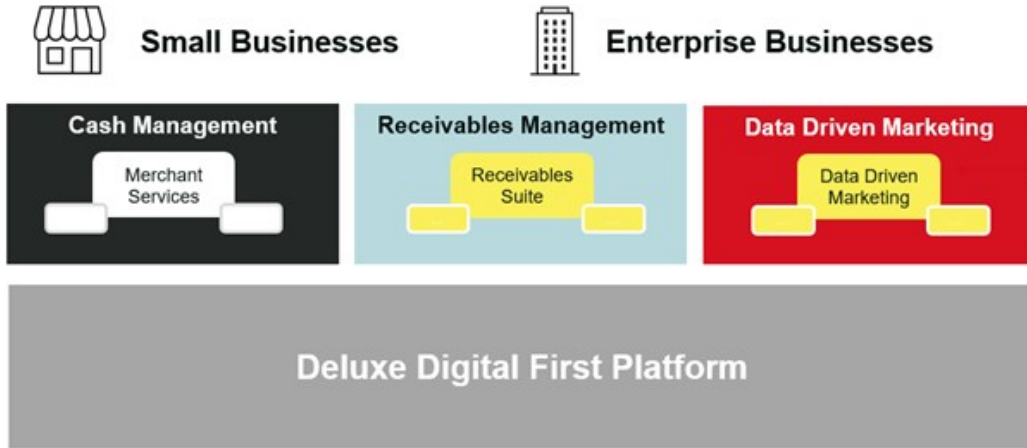 Small Businesses
Enterprise Businesses
Cash Management
Merchant
Services
Receivables Management
Receivables
Suite
Data Driven Marketing
Data Driven
Marketing
Deluxe Digital First Platform